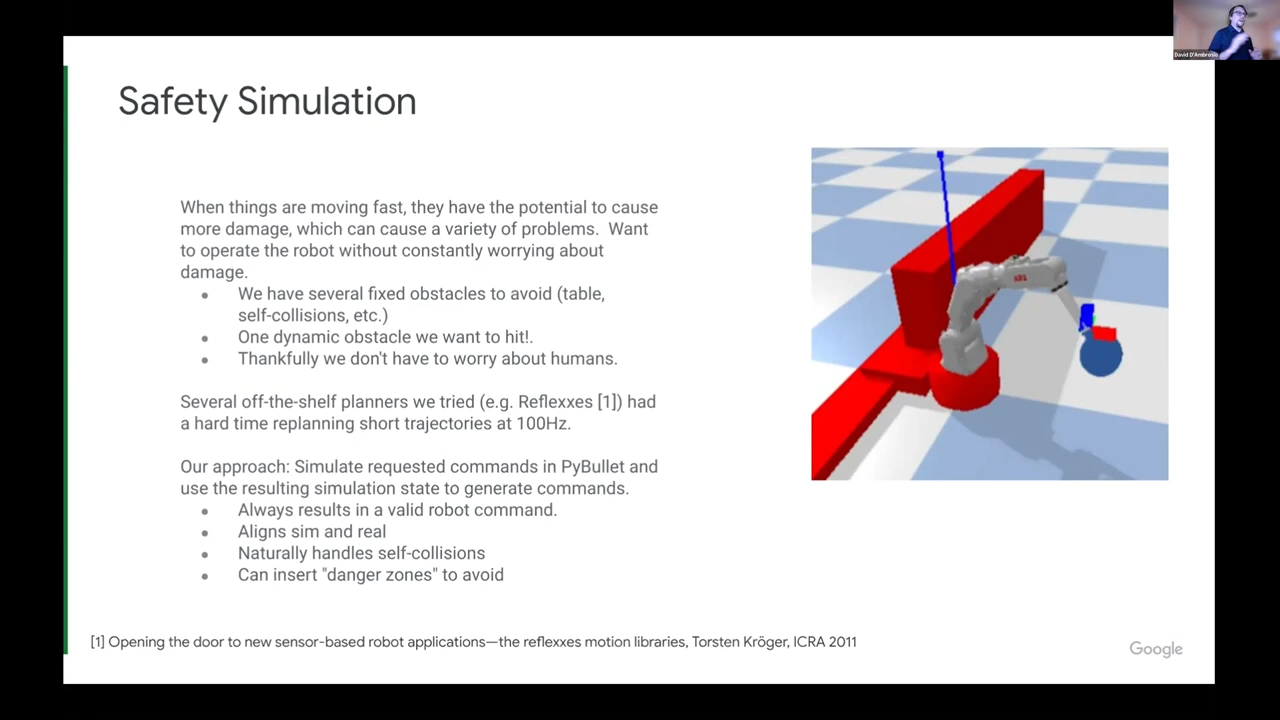 David D'Ambrosio
Safety Simulation
When things are moving fast, they have the potential to cause
more damage, which can cause a variety of problems. Want
to operate the robot without constantly worrying about
damage.
● We have several fixed obstacles to avoid (table,
self-collisions, etc.)
● One dynamic obstacle we want to hit!.
● Thankfully we don't have to worry about humans.
Several off-the-shelf planners we tried (e.g. Reflexxes [1]) had
a hard time replanning short trajectories at 100Hz.
Our approach: Simulate requested commands in PyBullet and
use the resulting simulation state to generate commands.
● Always results in a valid robot command.
● Aligns sim and real
● Naturally handles self-collisions
● Can insert "danger zones" to avoid
ABB
[1] Opening the door to new sensor-based robot applications—the reflexxes motion libraries, Torsten Kröger, ICRA 2011
Google